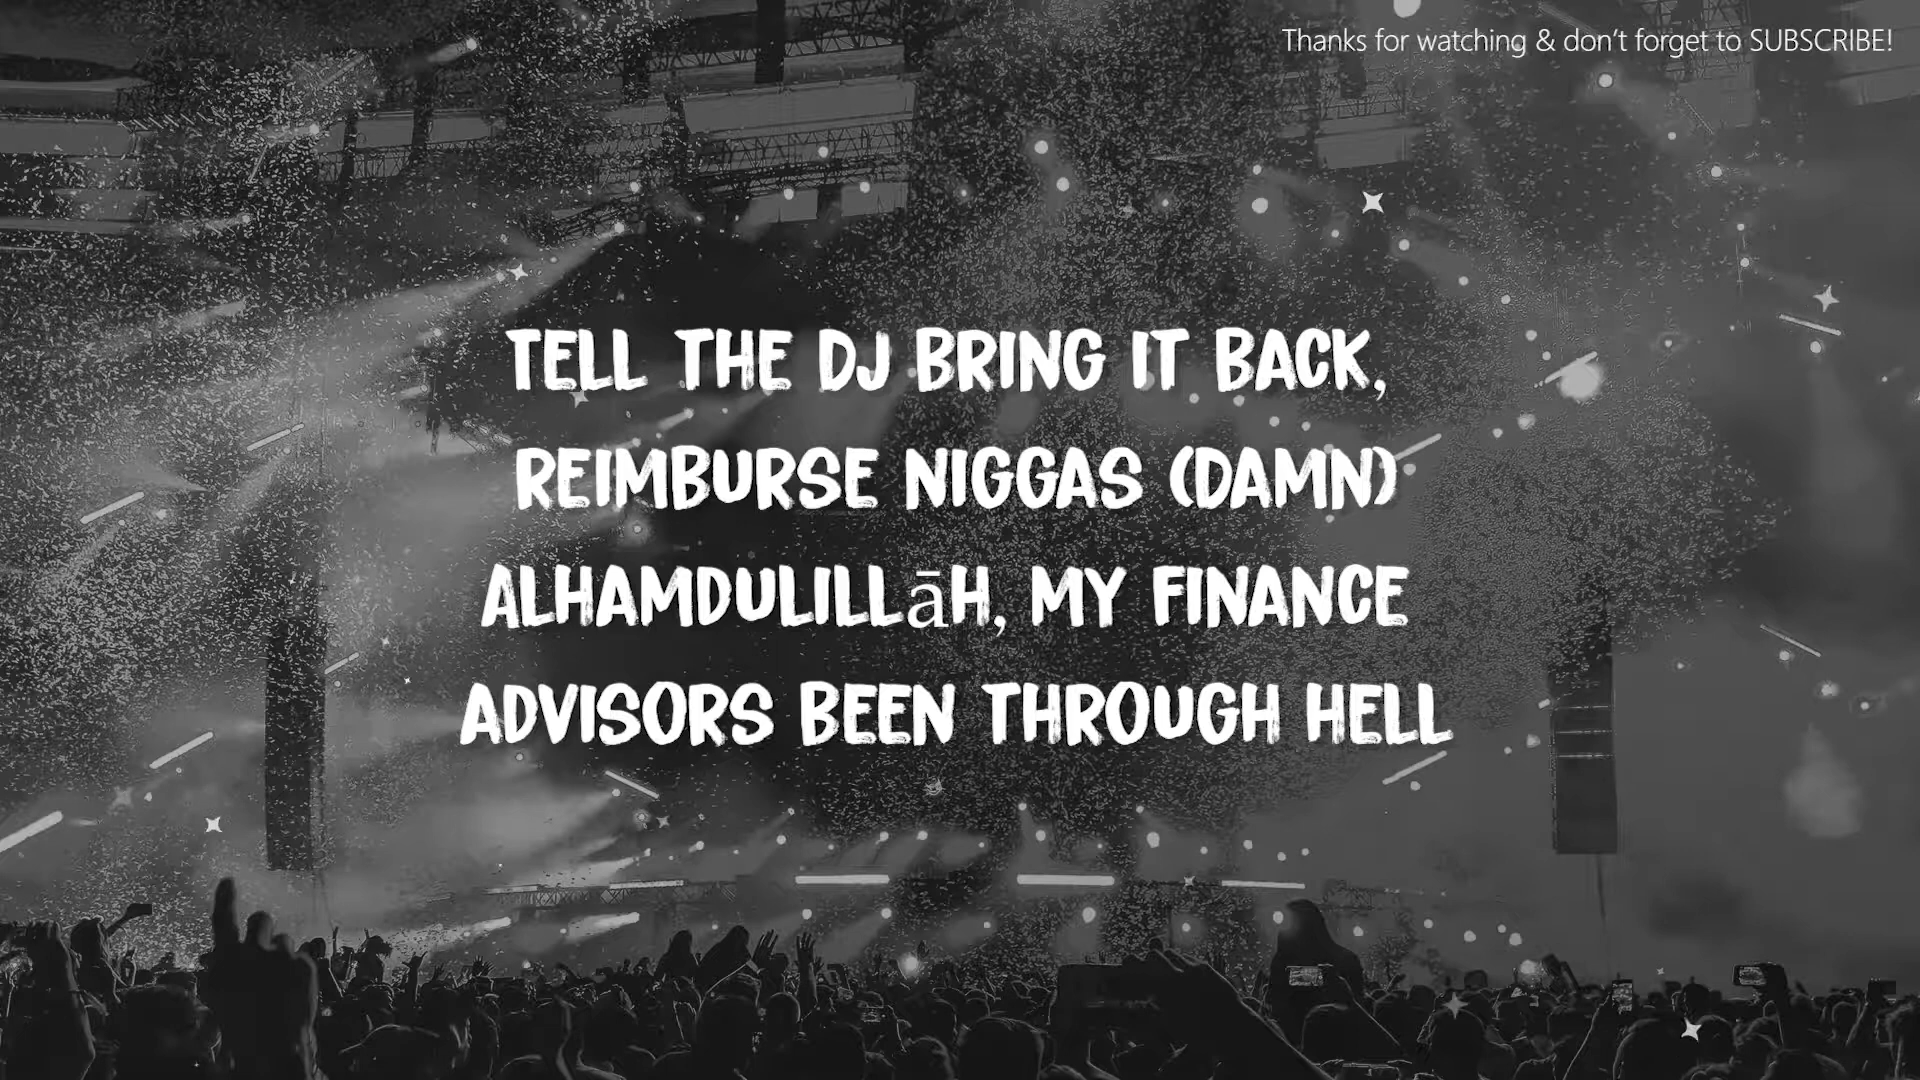 Thanks for watching & don't forget to SUBSCRIBE!
TELL THE DJ BRING IT BACK,
REIMBURSE NIGGAS (DAMN)
ALHAMDULILLāH, MY FINANCE
ADVISORS BEEN THROUGH HELL